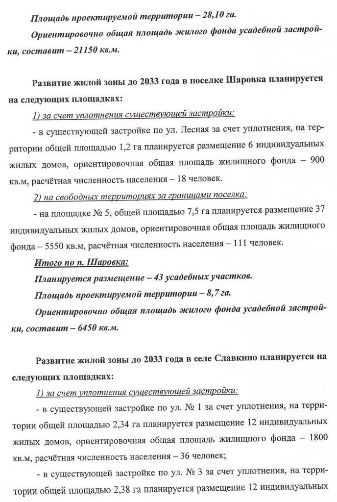 Площадь проектируемой территории – 28,10 га.
Ориентировочно общая площадь жилого фонда усадебной застрой-
ки, составит – 21150 кв.м.
Развитие жилой зоны до 2033 года в поселке Шаровка планируется
на следующих площадках:
1) за счет уплотнения существующей застройки:
- в существующей застройке по ул. Лесная за счет уплотнения, на тер-
ритории общей площадью 1,2 га планируется размещение 6 индивидуальных
жилых домов, ориентировочная общая площадь жилищного фонда – 900
кв.м, расчётная численность населения – 18 человек.
2) на свободных территориях за границами поселка:
- на площадке № 5, общей площадью 7,5 га планируется размещение 37
индивидуальных жилых домов, ориентировочная общая площадь жилищного
фонда – 5550 кв.м, расчётная численность населения – 111 человек.
Итого по п. Шаровка:
Планируется размещение – 43 усадебных участков.
Площадь проектируемой территории – 8,7 га.
Ориентировочно общая площадь жилого фонда усадебной застрой-
ки, составит – 6450 кв.м.
Развитие жилой зоны до 2033 года в селе Славкино планируется на
следующих площадках:
1) за счет уплотнения существующей застройки:
- в существующей застройке по ул. № 1 за счет уплотнения, на терри-
тории общей площадью 2,34 га планируется размещение 12 индивидуальных
жилых домов, ориентировочная общая площадь жилищного фонда – 1800
кв.м, расчётная численность населения – 36 человек;
- в существующей застройке по ул. № 3 за счет уплотнения, на терри-
тории общей площадью 2,38 га планируется размещение 12 индивидуальных